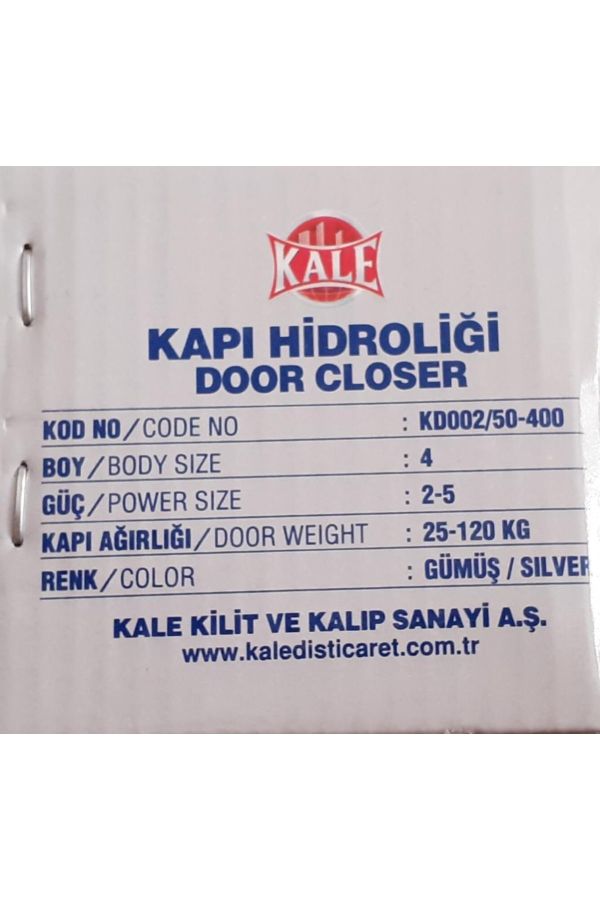 KALE
KAPI HİDROLİĞİ
DOOR CLOSER
KOD NO/CODE NO : KD002/50-400
BOY/BODY SIZE : 4
GÜÇ/POWER SIZE : 2-5
KAPI AĞIRLIĞI/DOOR WEIGHT : 25-120 KG
RENK/COLOR : GÜMÜŞ / SILVER
KALE KİLİT VE KALIP SANAYİ A.Ş.
www.kaledisticaret.com.tr